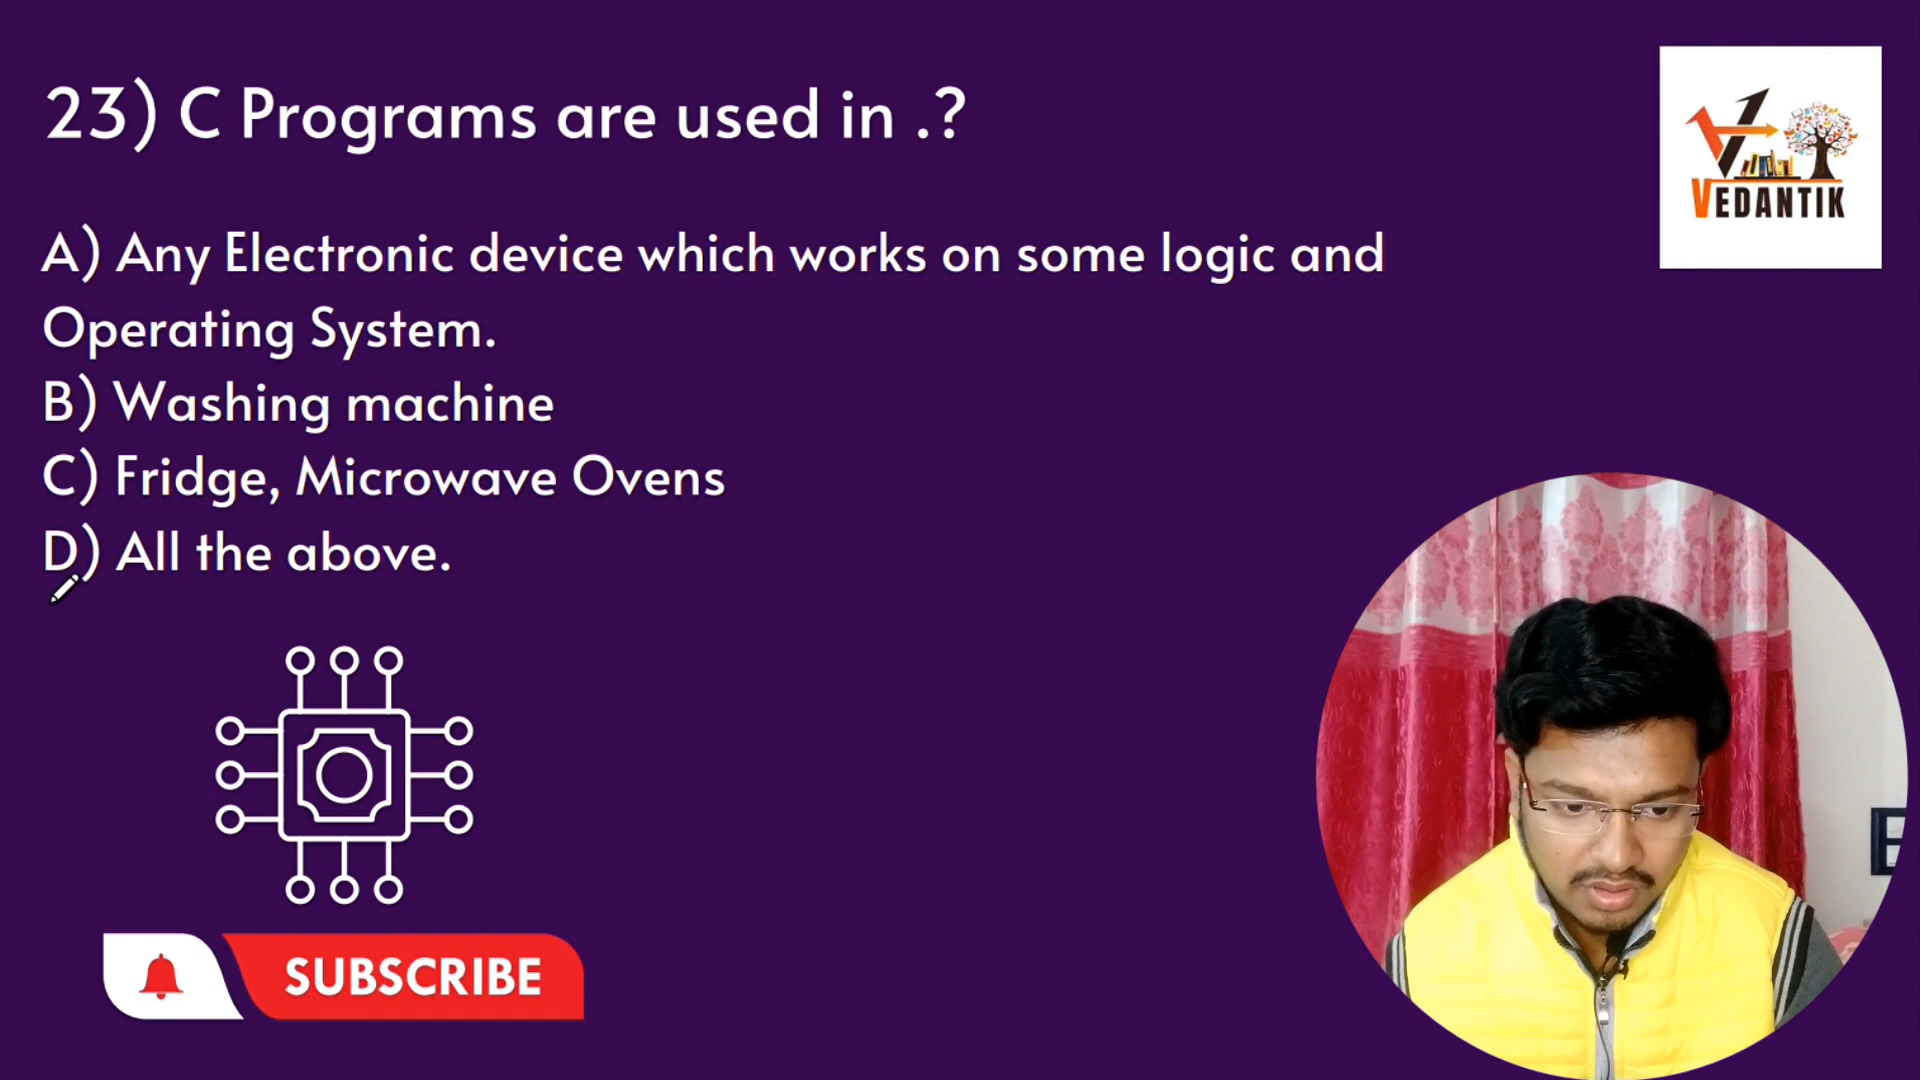 23) C Programs are used in .?
VEDANTIK
A) Any Electronic device which works on some logic and
Operating System.
B) Washing machine
C) Fridge, Microwave Ovens
D) All the above.
SUBSCRIBE